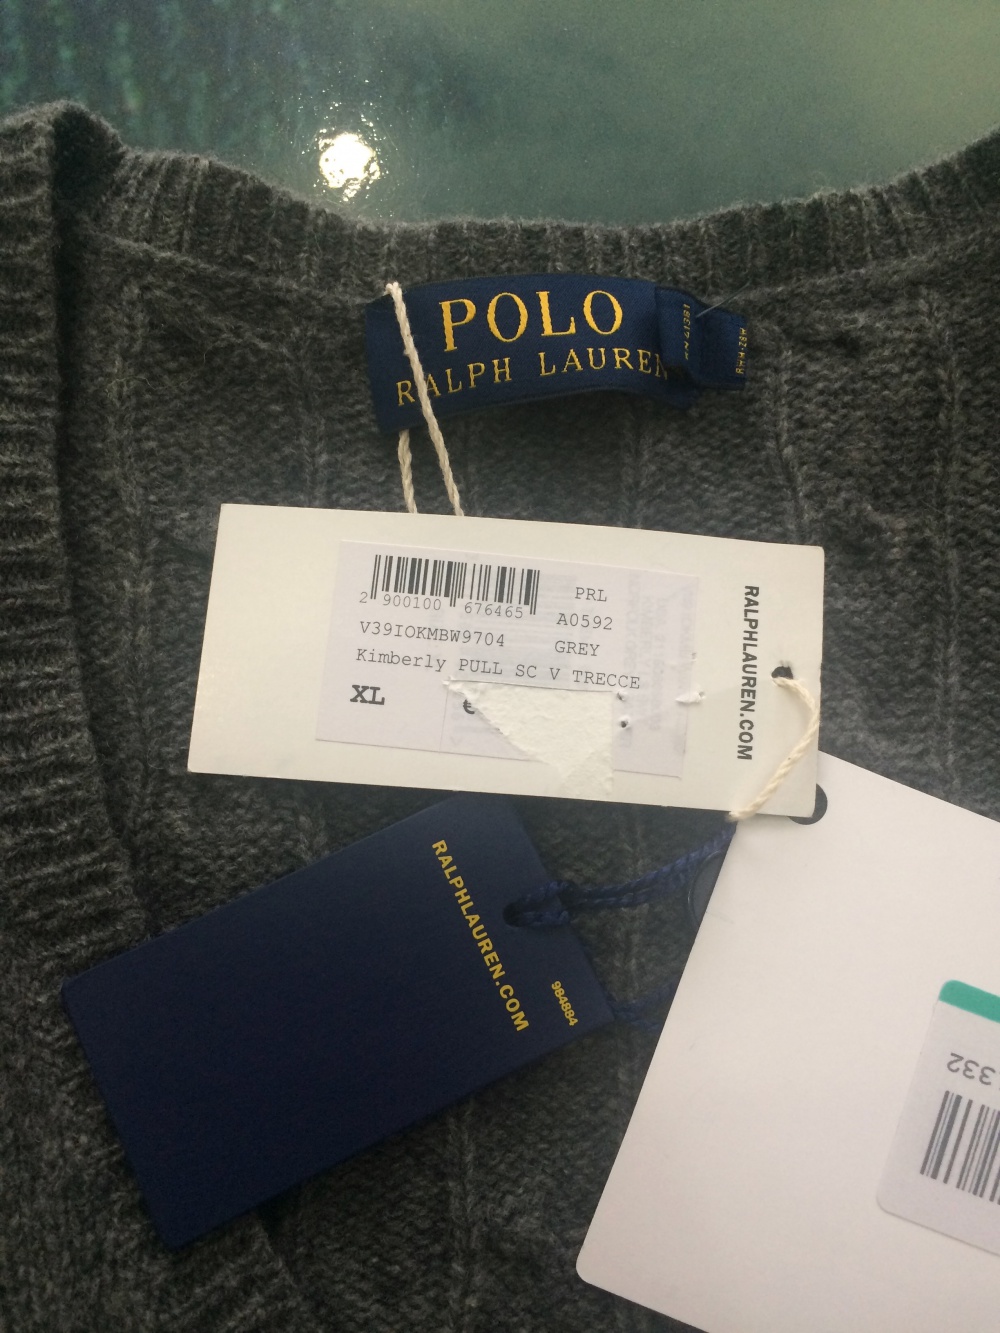 POLO
RALPH LAUREN
2 900100 676465
PRL
A0592
V39IOKMBW9704
GREY
Kimberly PULL SC V TRECCE
XL
€
RALPHLAUREN.COM
RALPHLAUREN.COM
984884
332